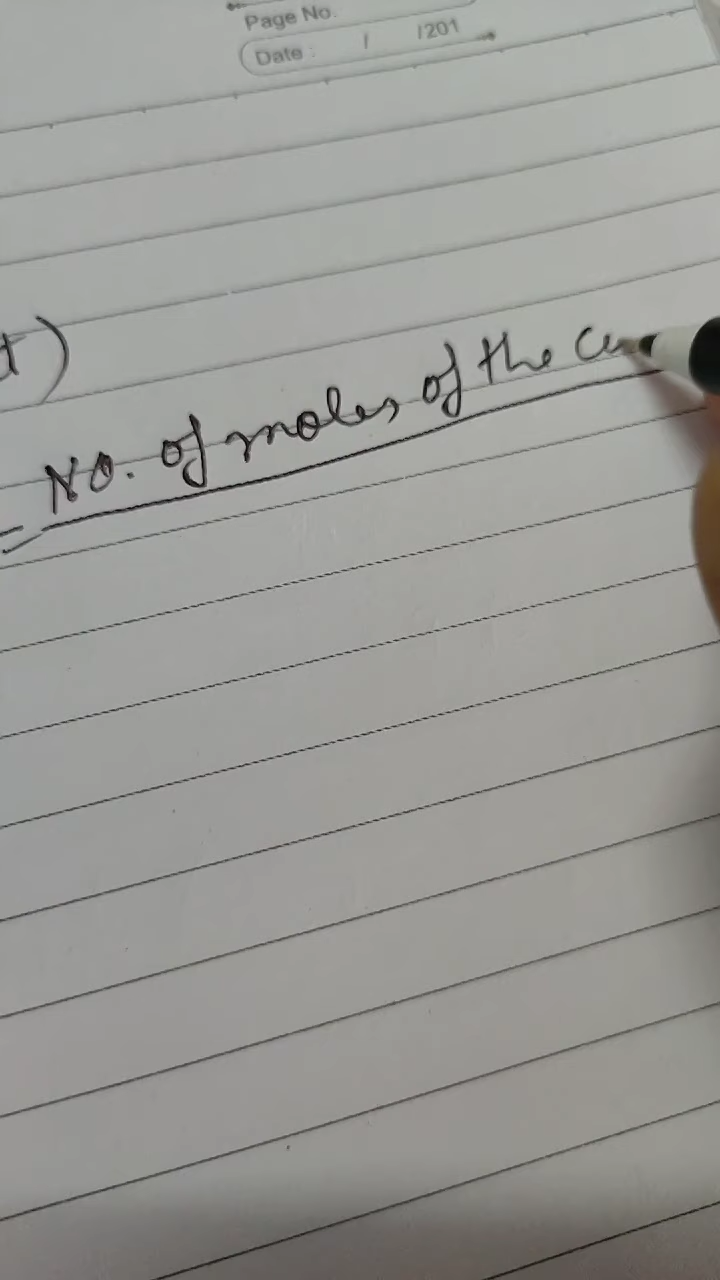 Page No.
Date : / /201
)
= No. of moles of the